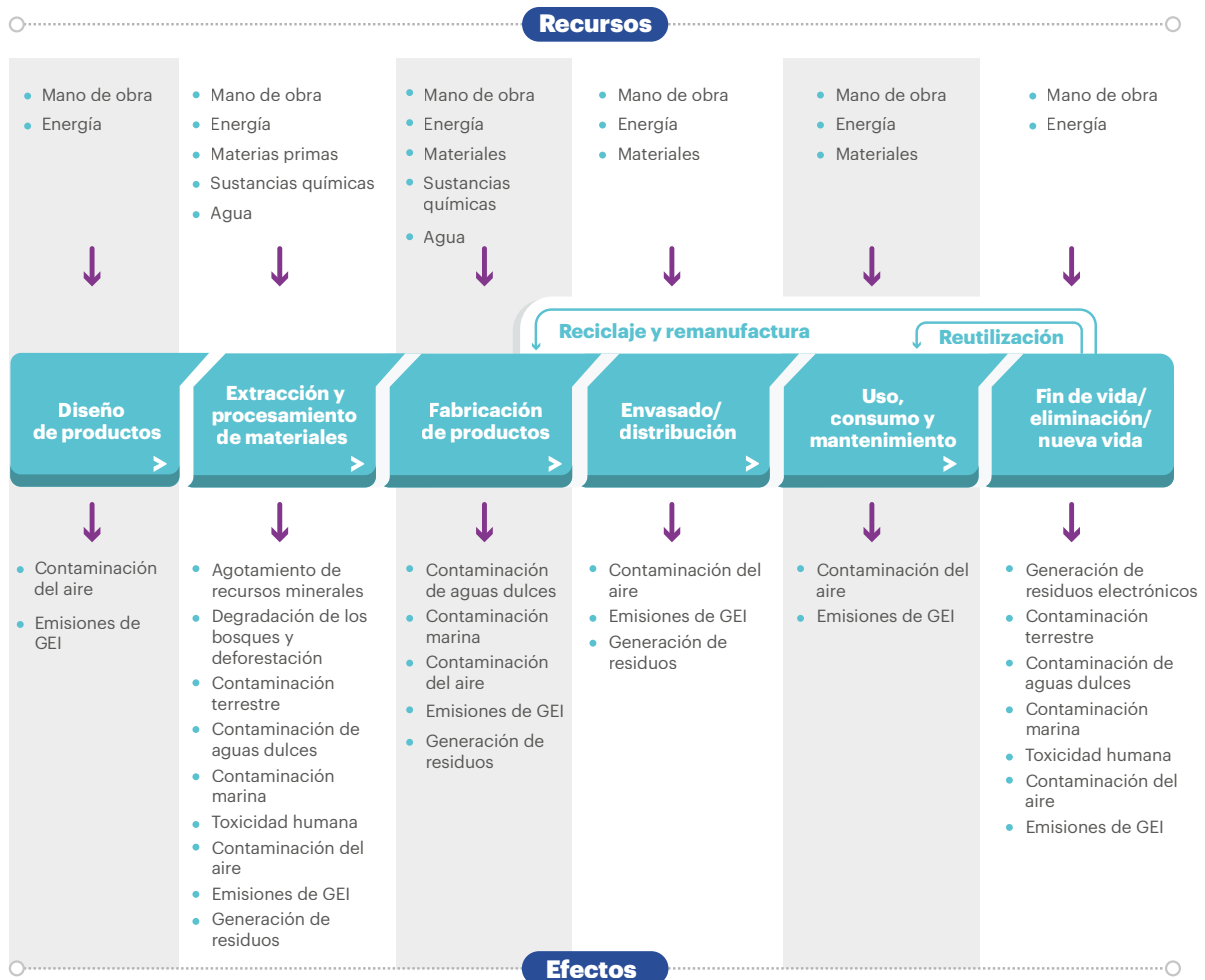 Recursos
Mano de obra
Energía
Mano de obra
Energía
Materias primas
Sustancias químicas
Agua
Mano de obra
Energía
Materiales
Sustancias
químicas
Agua
Mano de obra
Energía
Materiales
Mano de obra
Energía
Materiales
Mano de obra
Energía
Reciclaje y remanufactura
Reutilización
Diseño
de productos
>
Extracción y
procesamiento
de materiales
>
Fabricación
de productos
>
Envasado/
distribución
>
Uso,
consumo y
mantenimiento
>
Fin de vida/
eliminación/
nueva vida
Contaminación
del aire
Emisiones de
GEI
Agotamiento de
recursos minerales
Degradación de los
bosques y
deforestación
Contaminación
terrestre
Contaminación de
aguas dulces
Contaminación
marina
Toxicidad humana
Contaminación del
aire
Emisiones de GEI
Generación de
residuos
Contaminación
de aguas dulces
Contaminación
marina
Contaminación
del aire
Emisiones de GEI
Generación de
residuos
Contaminación del
aire
Emisiones de GEI
Generación de
residuos
Contaminación del
aire
Emisiones de GEI
Generación de
residuos electrónicos
Contaminación
terrestre
Contaminación de
aguas dulces
Contaminación
marina
Toxicidad humana
Contaminación del
aire
Emisiones de GEI
Efectos